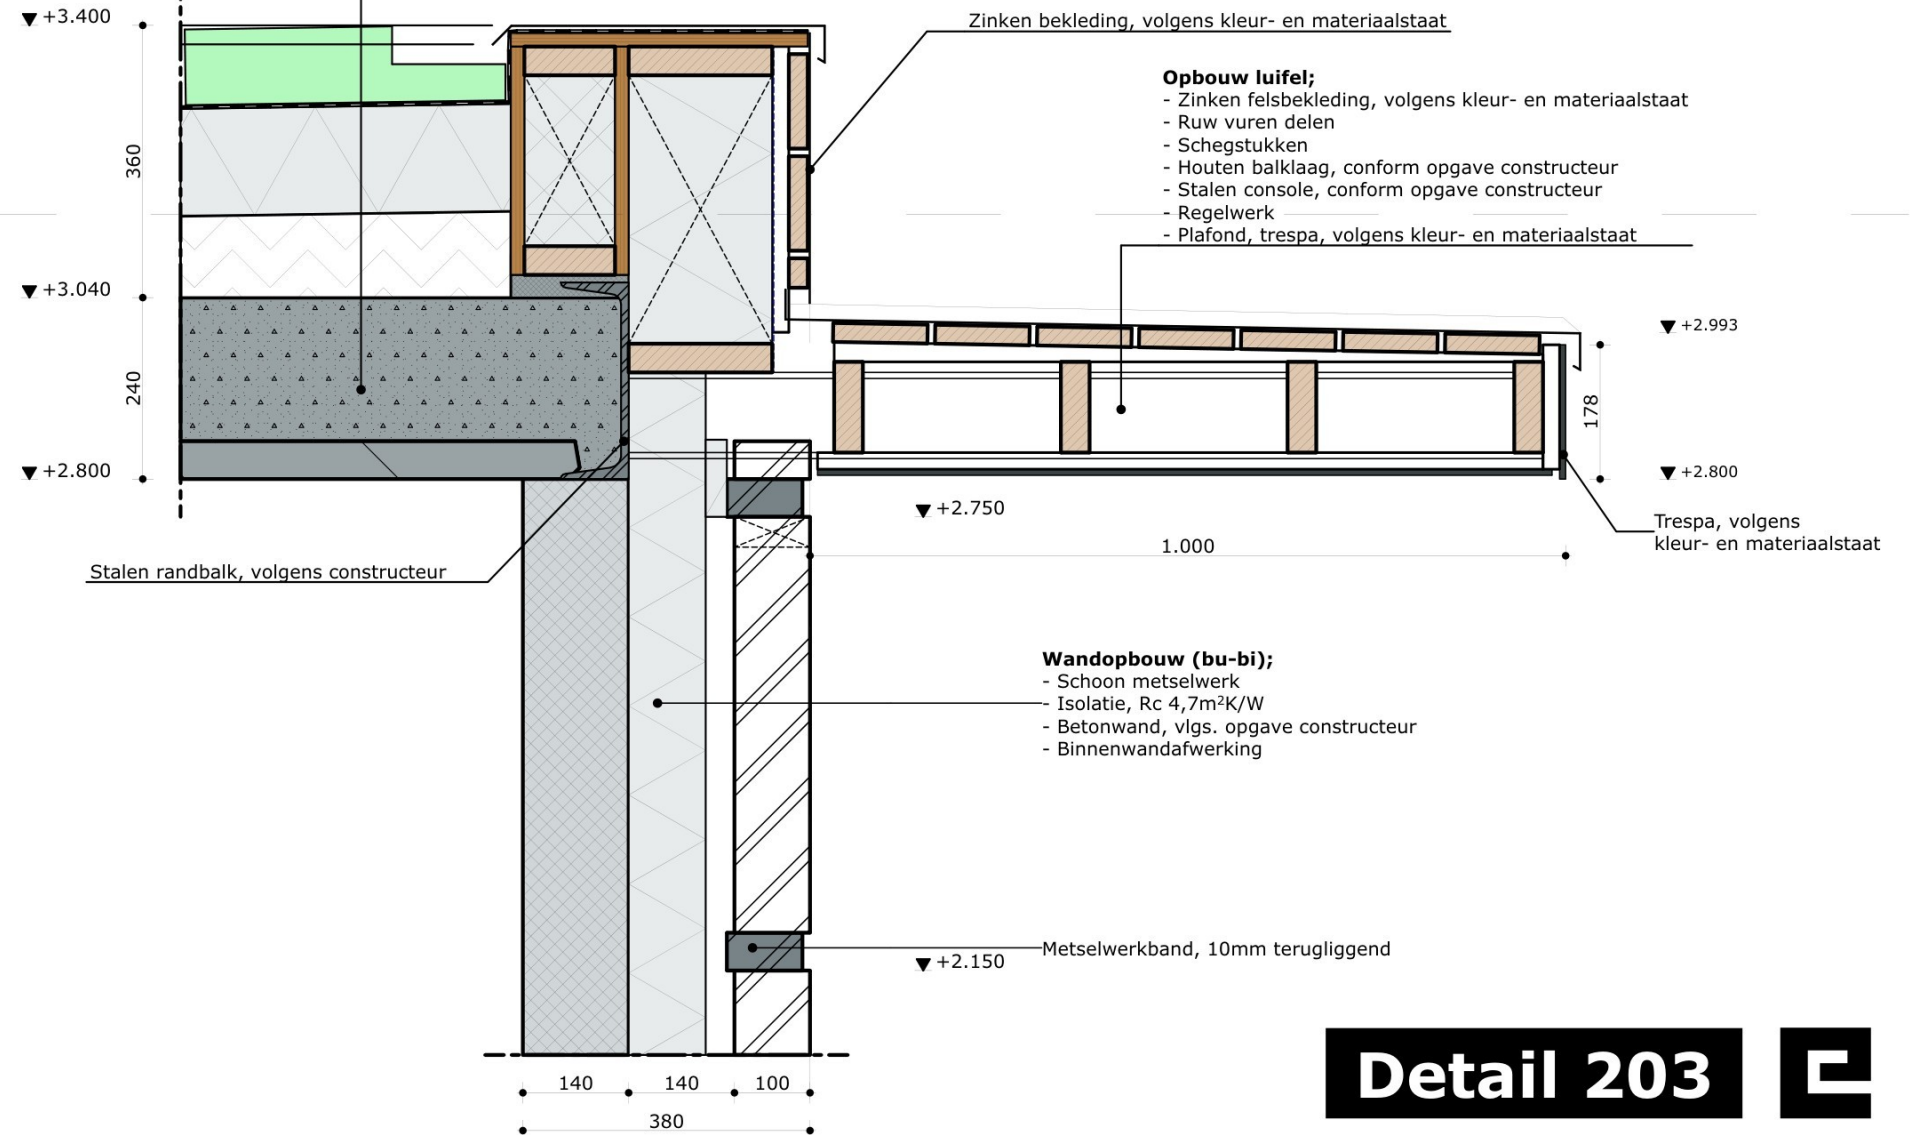 +3.400
Zinken bekleding, volgens kleur- en materiaalstaat
Opbouw luifel;
- Zinken felsbekleding, volgens kleur- en materiaalstaat
- Ruw vuren delen
- Schegstukken
- Houten balklaag, conform opgave constructeur
- Stalen console, conform opgave constructeur
- Regelwerk
- Plafond, trespa, volgens kleur- en materiaalstaat
360
+3.040
+2.993
240
178
+2.800
+2.800
+2.750
Trespa, volgens
kleur- en materiaalstaat
1.000
Stalen randbalk, volgens constructeur
Wandopbouw (bu-bi);
- Schoon metselwerk
- Isolatie, Rc 4,7m²K/W
- Betonwand, vlgs. opgave constructeur
- Binnenwandafwerking
Metselwerkband, 10mm terugliggend
+2.150
140
140
100
380
Detail 203